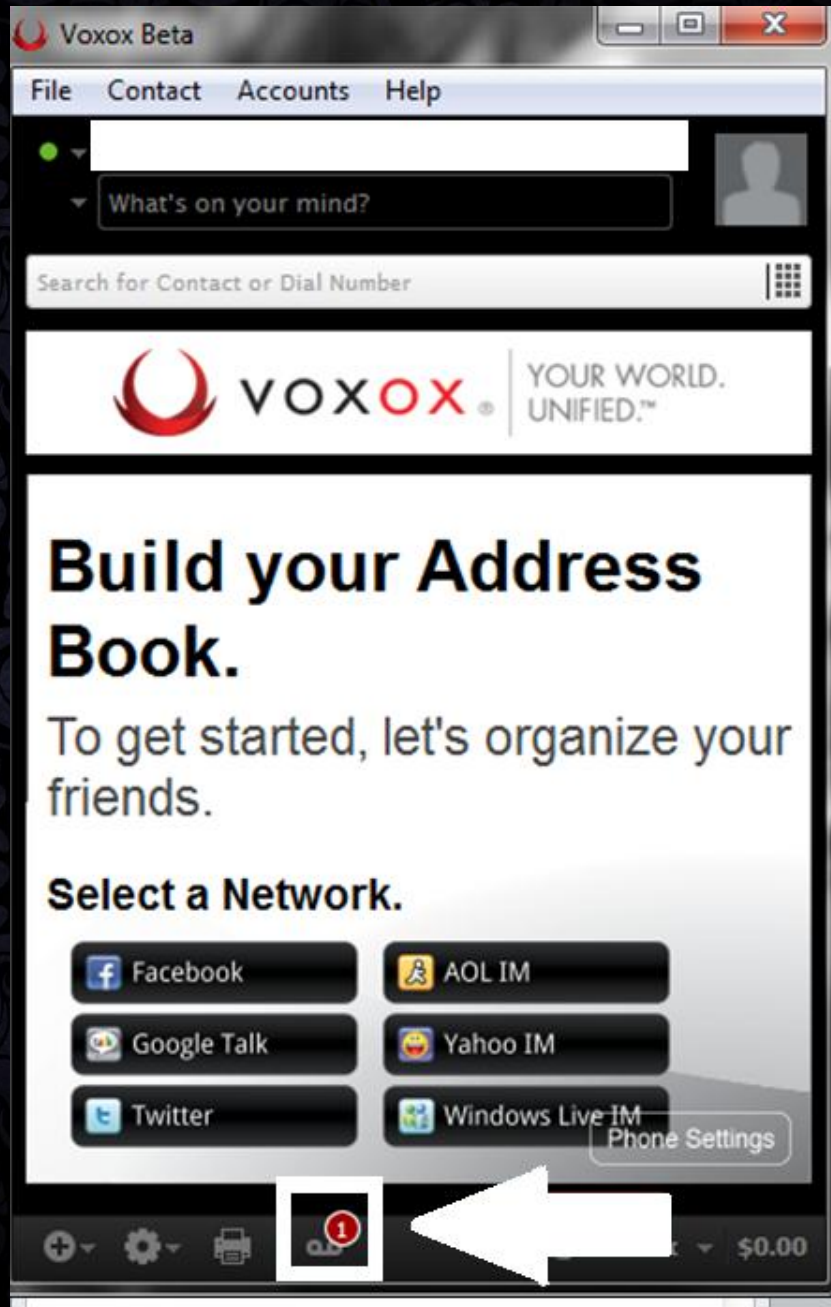 Voxox Beta
File Contact Accounts Help
What's on your mind?
Search for Contact or Dial Number
VOXOX® YOUR WORLD.
UNIFIED.™
Build your Address
Book.
To get started, let's organize your
friends.
Select a Network.
Facebook AOL IM
Google Talk Yahoo IM
Twitter Windows Live IM
Phone Settings
1
$0.00